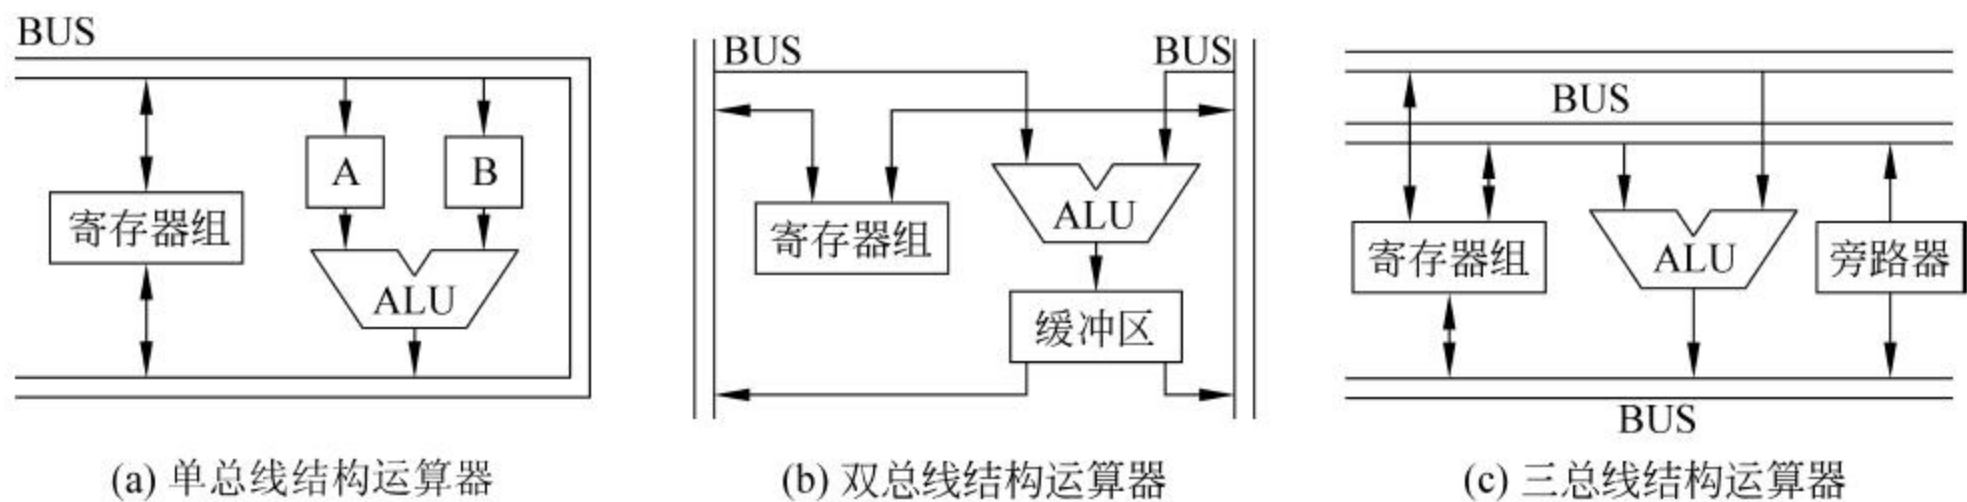 BUS
A
B
寄存器组
ALU
(a) 单总线结构运算器
BUS
BUS
寄存器组
ALU
缓冲区
(b) 双总线结构运算器
BUS
寄存器组
ALU
旁路器
BUS
(c) 三总线结构运算器